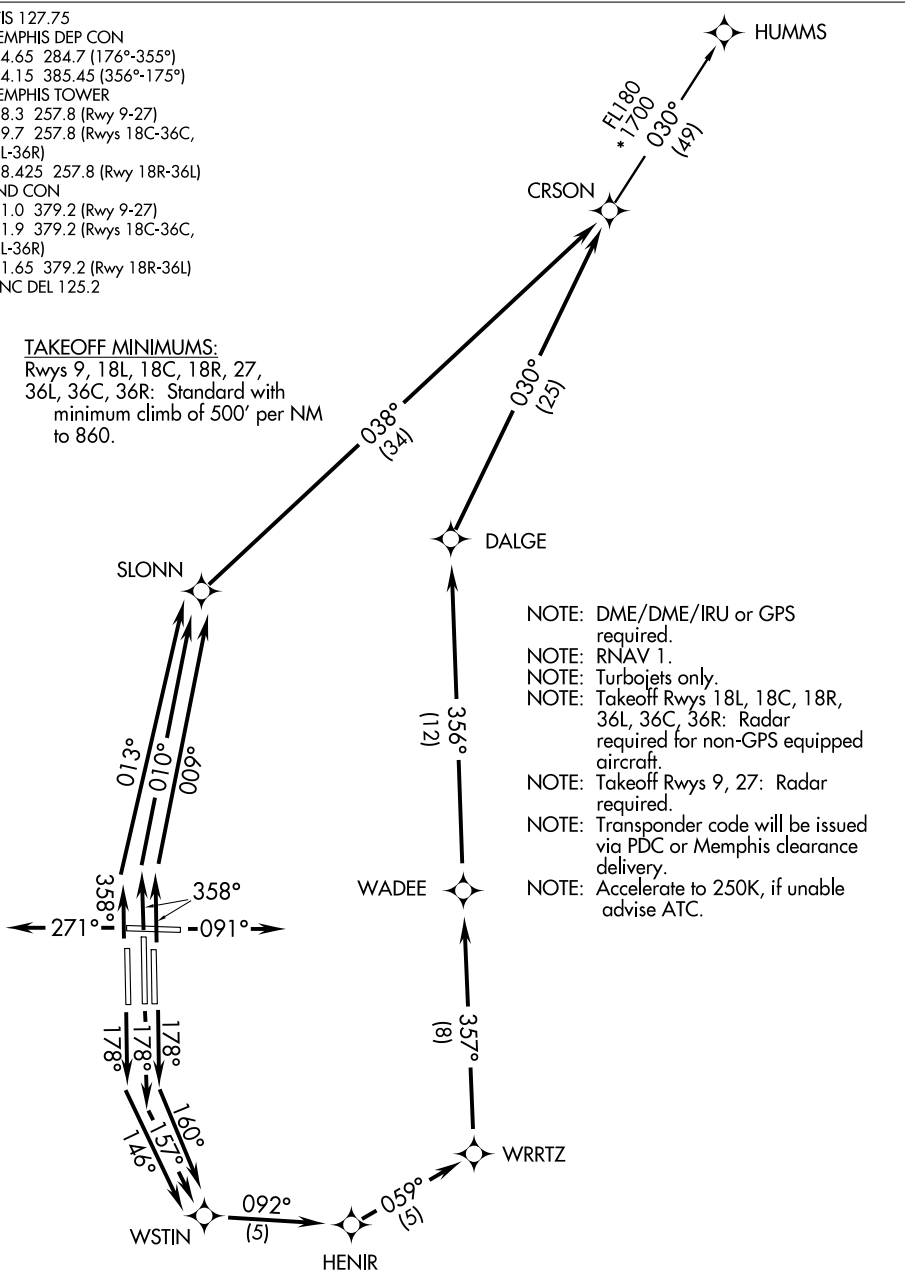 IS 127.75
EMPHIS DEP CON
4.65 284.7 (176°-355°)
4.15 385.45 (356°-175°)
EMPHIS TOWER
8.3 257.8 (Rwy 9-27)
9.7 257.8 (Rwys 18C-36C,
L-36R)
8.425 257.8 (Rwy 18R-36L)
ND CON
1.0 379.2 (Rwy 9-27)
1.9 379.2 (Rwys 18C-36C,
L-36R)
1.65 379.2 (Rwy 18R-36L)
NC DEL 125.2
HUMMS
FL180
*1700
030°
(49)
CRSON
TAKEOFF MINIMUMS:
Rwys 9, 18L, 18C, 18R, 27,
36L, 36C, 36R: Standard with
minimum climb of 500' per NM
to 860.
038°
(34)
030°
(25)
DALGE
SLONN
NOTE: DME/DME/IRU or GPS
required.
NOTE: RNAV 1.
NOTE: Turbojets only.
NOTE: Takeoff Rwys 18L, 18C, 18R,
36L, 36C, 36R: Radar
required for non-GPS equipped
aircraft.
NOTE: Takeoff Rwys 9, 27: Radar
required.
NOTE: Transponder code will be issued
via PDC or Memphis clearance
delivery.
NOTE: Accelerate to 250K, if unable
advise ATC.
356°
(12)
013°
010°
009°
WADEE
358°
358°
271°
091°
357°
(8)
178°
178°
178°
146°
157°
160°
WRRTZ
059°
(5)
092°
(5)
WSTIN
HENIR